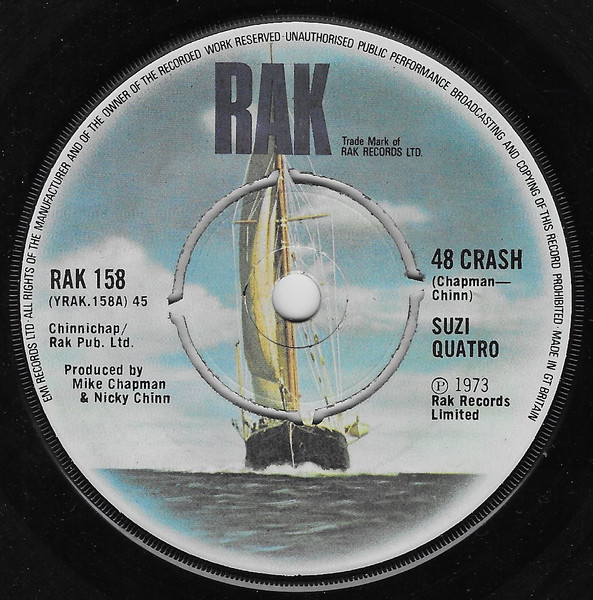 EMI RECORDS LTD · ALL RIGHTS OF THE MANUFACTURER AND OF THE OWNER OF THE RECORDED WORK RESERVED · UNAUTHORISED PUBLIC PERFORMANCE BROADCASTING AND COPYING OF THIS RECORD PROHIBITED · MADE IN GT BRITAIN
RAK
Trade Mark of
RAK RECORDS LTD.
RAK 158
(YRAK.158A) 45
Chinnichap/
Rak Pub. Ltd.
Produced by
Mike Chapman
& Nicky Chinn
48 CRASH
(Chapman—
Chinn)
SUZI
QUATRO
℗ 1973
Rak Records
Limited